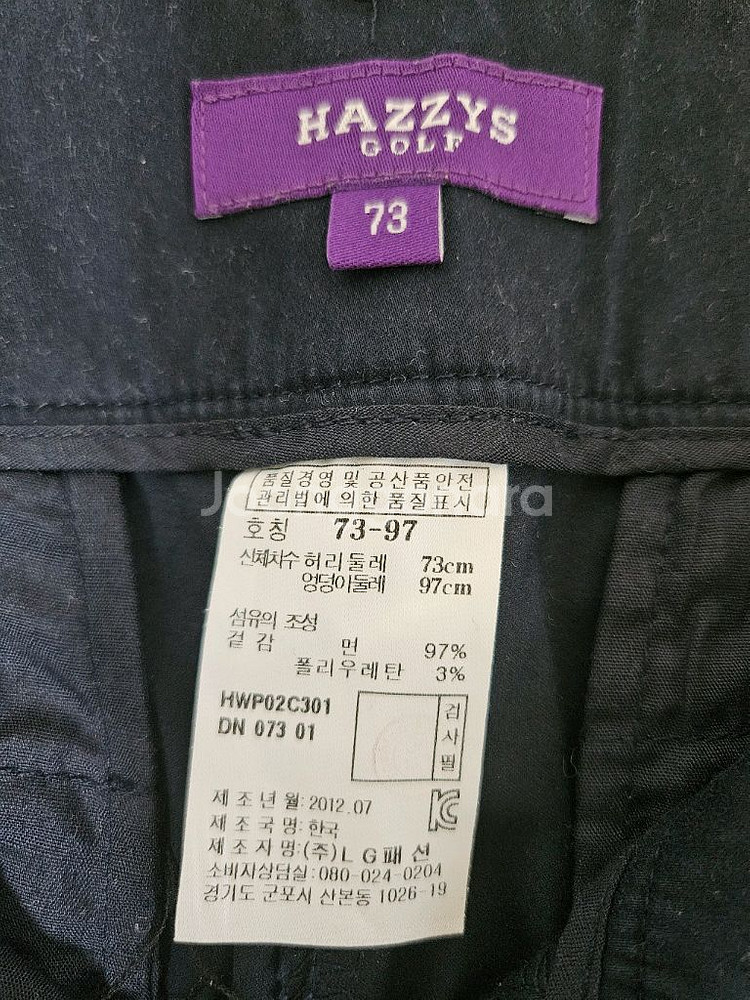 HAZZYS
GOLF
73
품질경영 및 공산품안전
관리법에 의한 품질표시
호칭 73-97
신체치수 허리둘레 73cm
엉덩이둘레 97cm
섬유의 조성
겉감 면 97%
폴리우레탄 3%
HWP02C301
DN 073 01
검사필
제조년월:2012.07
제조국명:한국
제조자명:(주)LG패션
소비자상담실:080-024-0204
경기도 군포시 산본동 1026-19